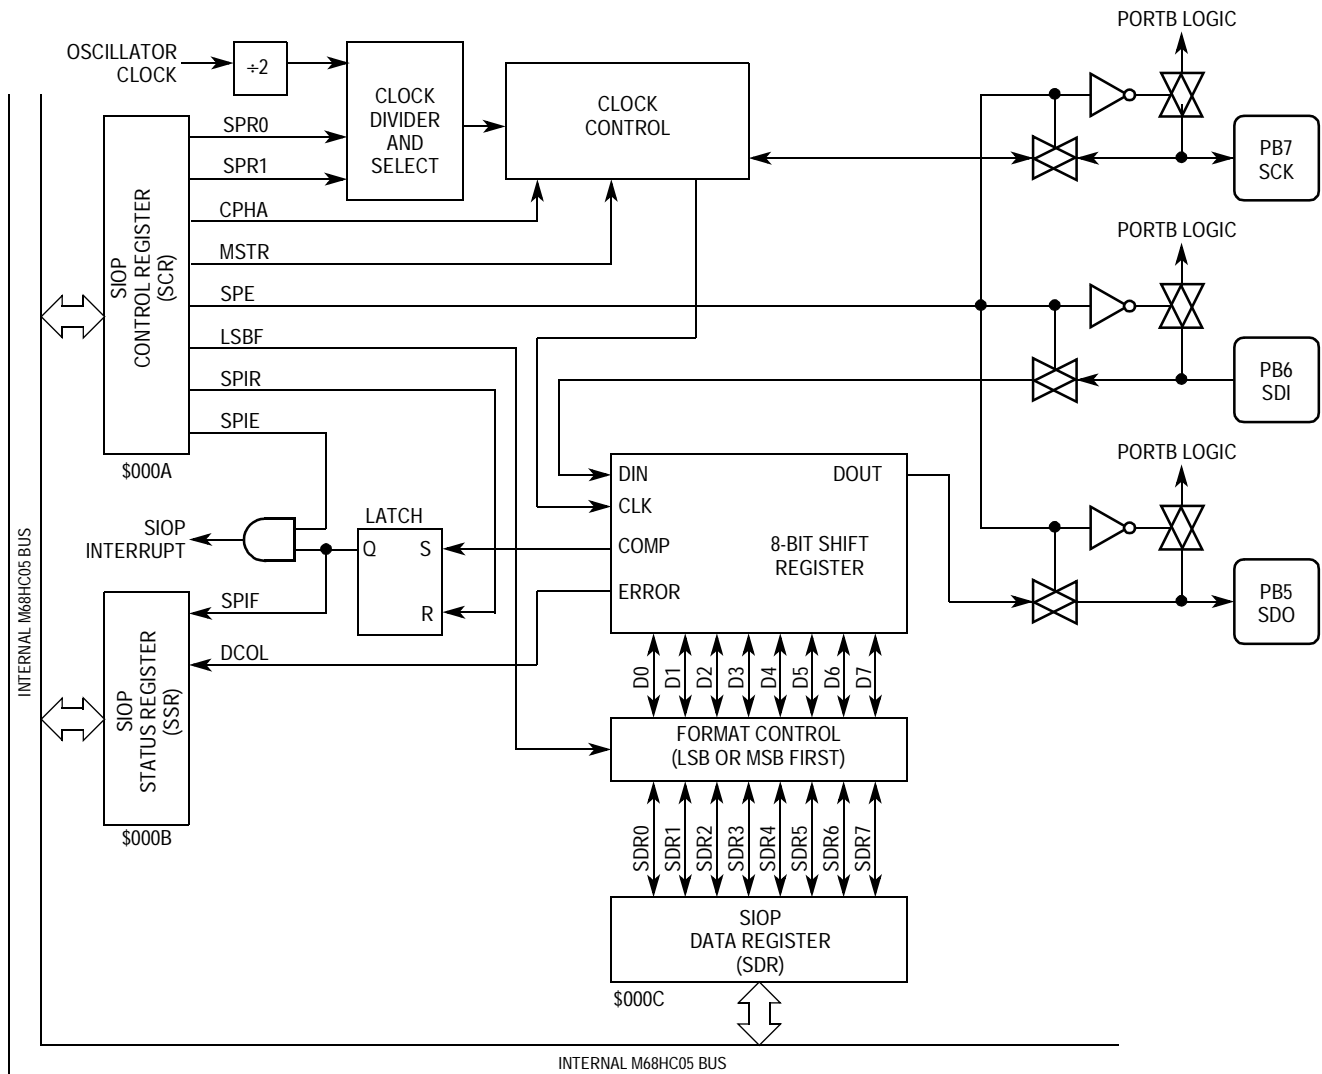 PORTB LOGIC
OSCILLATOR
CLOCK
÷2
CLOCK
DIVIDER
AND
SELECT
CLOCK
CONTROL
PB7
SCK
SPR0
SPR1
CPHA
MSTR
SPE
LSBF
SPIR
SPIE
SIOP
CONTROL REGISTER
(SCR)
$000A
PORTB LOGIC
PB6
SDI
PORTB LOGIC
PB5
SDO
INTERNAL M68HC05 BUS
SIOP
INTERRUPT
LATCH
Q
S
R
DIN
CLK
COMP
ERROR
DOUT
8-BIT SHIFT
REGISTER
SPIF
DCOL
SIOP
STATUS REGISTER
(SSR)
$000B
D0
D1
D2
D3
D4
D5
D6
D7
FORMAT CONTROL
(LSB OR MSB FIRST)
SDR0
SDR1
SDR2
SDR3
SDR4
SDR5
SDR6
SDR7
SIOP
DATA REGISTER
(SDR)
$000C
INTERNAL M68HC05 BUS